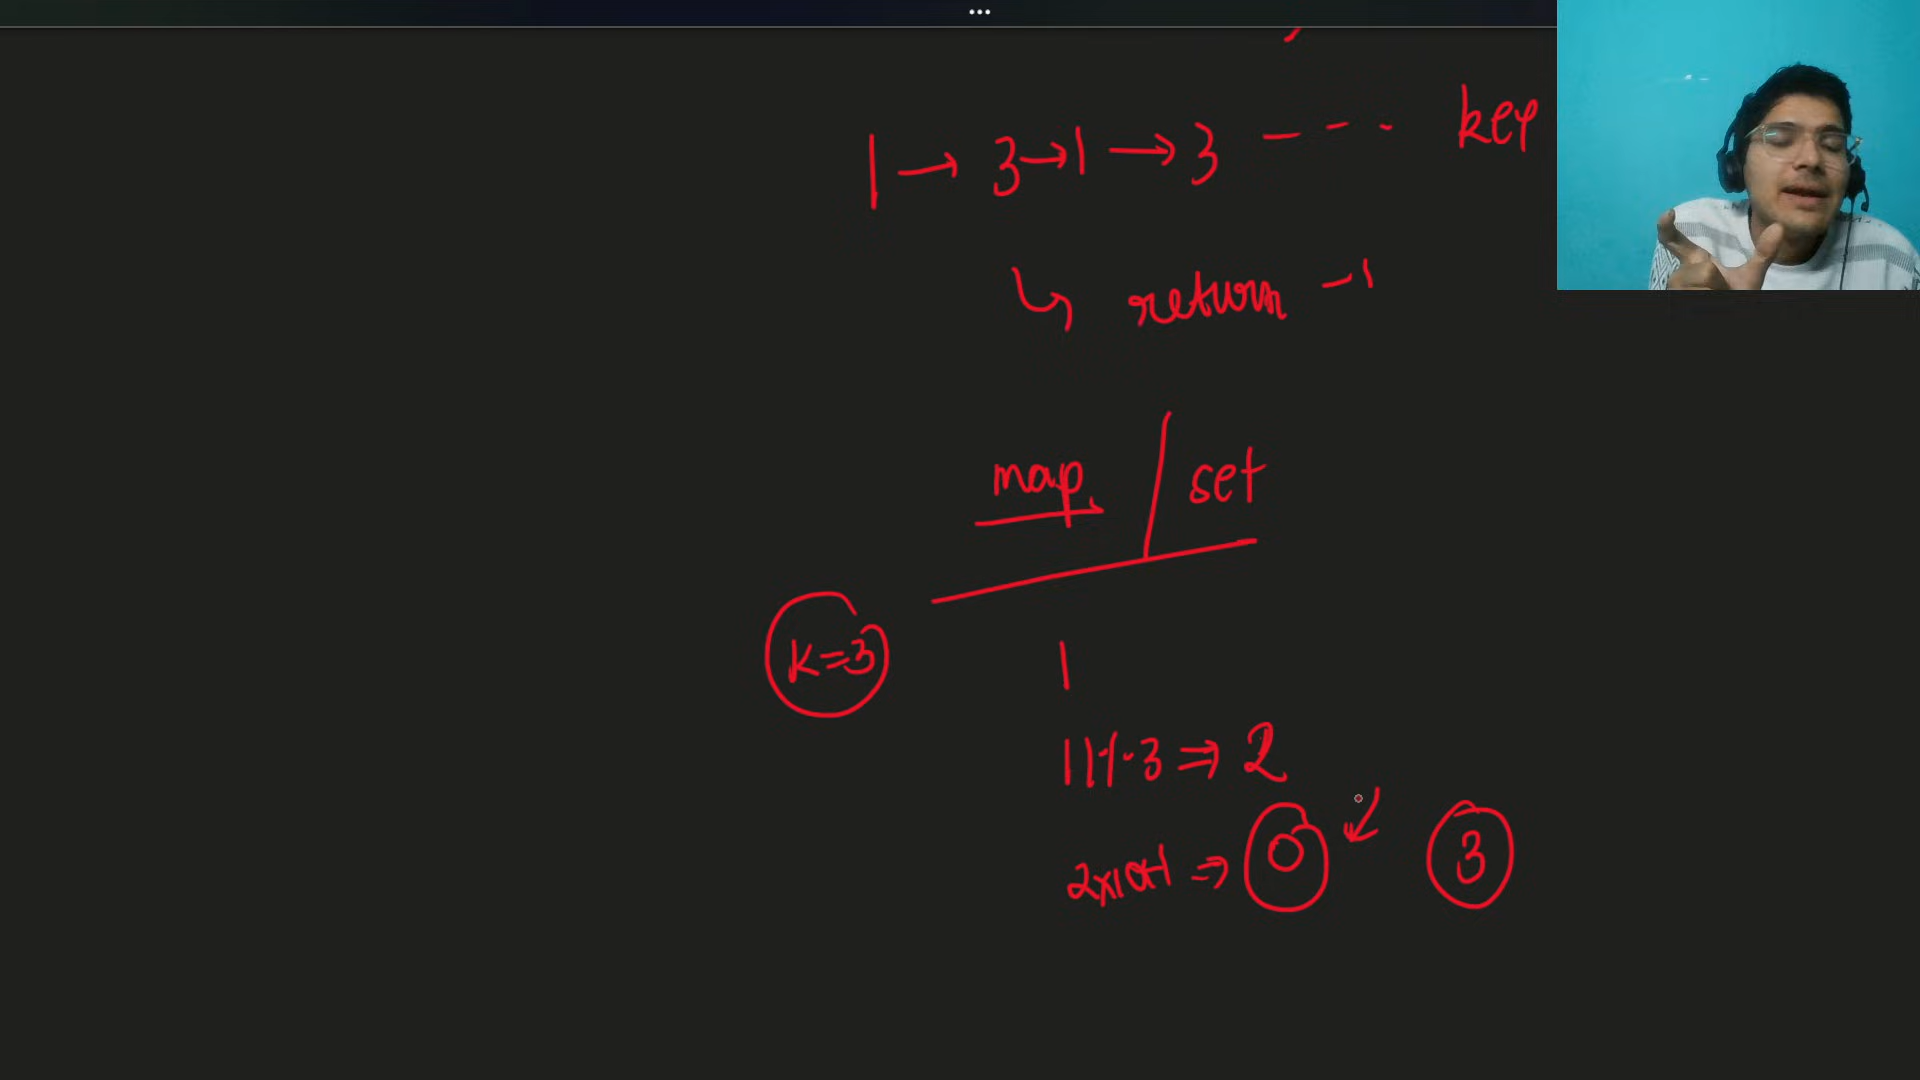 •••
1 → 3 → 1 → 3 - - - key
↳ return -1
map / set
k=3
1
11%3 ⇒ 2
2x10+1 ⇒ 0 3